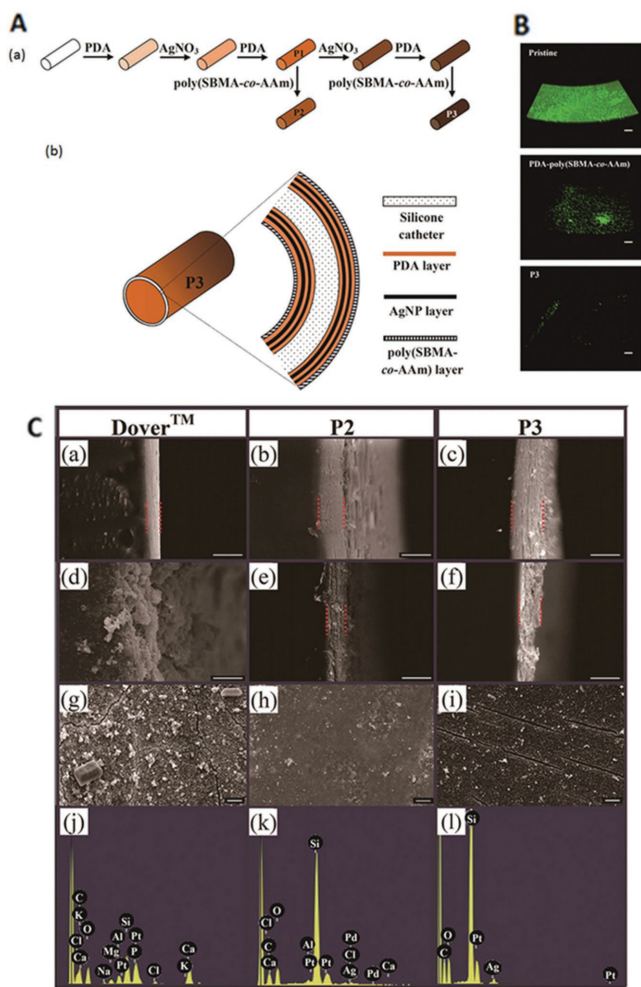 A
B
(a)
PDA AgNO3 PDA P1 AgNO3 PDA
poly(SBMA-co-AAm) poly(SBMA-co-AAm)
P2 P3
(b)
P3
Silicone
catheter
PDA layer
AgNP layer
poly(SBMA-
co-AAm) layer
Pristine
PDA-poly(SBMA-co-AAm)
P3
C
Dover™ P2 P3
(a) (b) (c)
(d) (e) (f)
(g) (h) (i)
(j) (k) (l)
C K O Cl Ca Na Mg Al Si Pt Pt P Cl Ca K
Si Cl O C Ca Al Pt Pt Pd Cl Ag Pd Ca
Si O C Pt Ag Pt